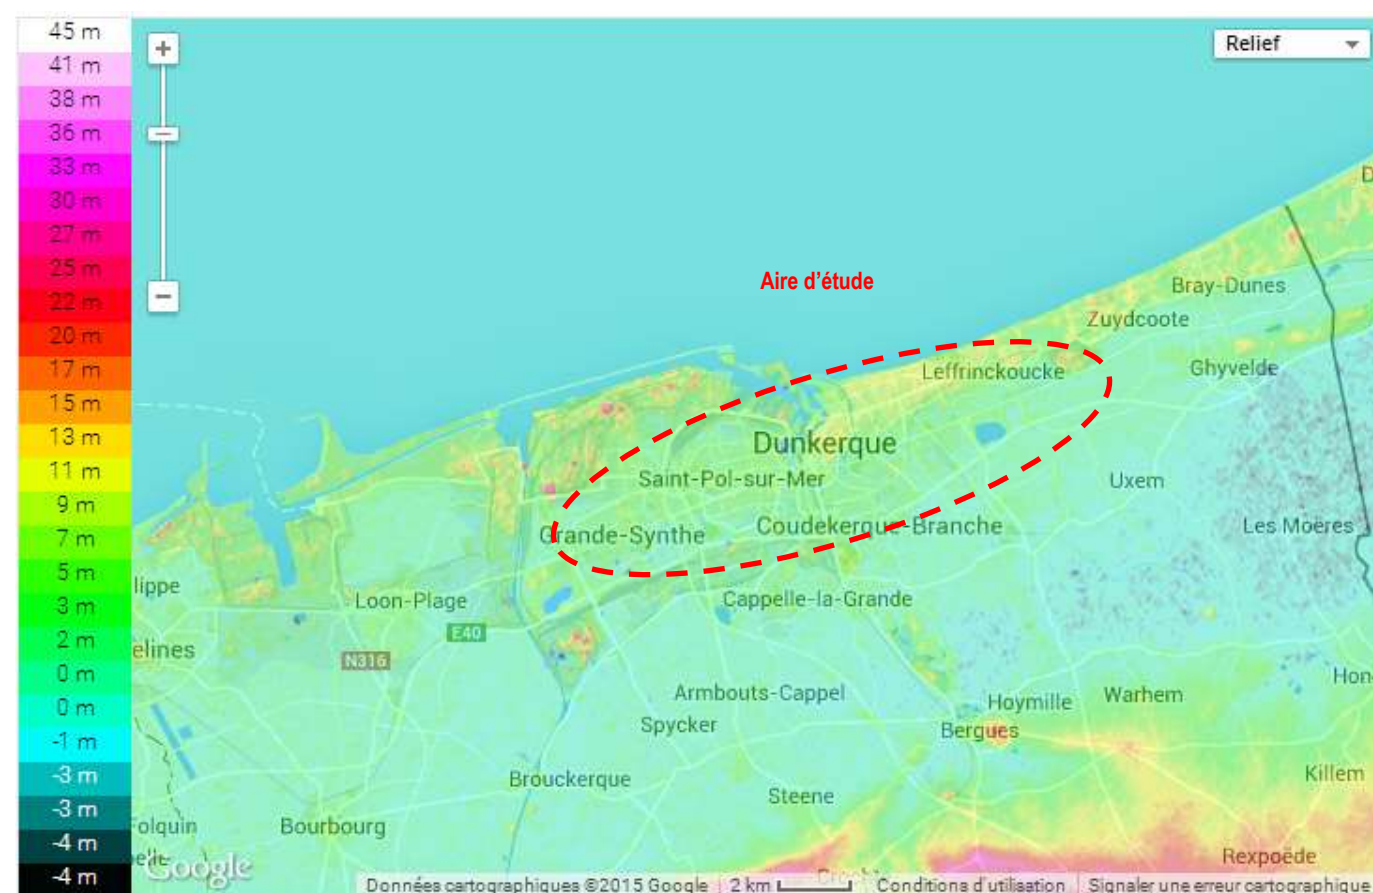 45 m
41 m
38 m
36 m
33 m
30 m
27 m
25 m
22 m
20 m
17 m
15 m
13 m
11 m
9 m
7 m
5 m
3 m
2 m
0 m
0 m
-1 m
-3 m
-3 m
-4 m
-4 m
+
−
Relief
D
Aire d'étude
Bray-Dunes
Zuydcoote
Leffrinckoucke
Ghyvelde
Dunkerque
Saint-Pol-sur-Mer
Uxem
Grande-Synthe
Coudekerque-Branche
Les Moëres
lippe
Loon-Plage
Cappelle-la-Grande
E40
elines
N316
Hon
Armbouts-Cappel
Hoymille
Warhem
Spycker
Bergues
Brouckerque
Killem
Steene
Folquin
Bourbourg
Rexpoëde
Google
Données cartographiques ©2015 Google
2 km
Conditions d'utilisation
Signaler une erreur cartographique